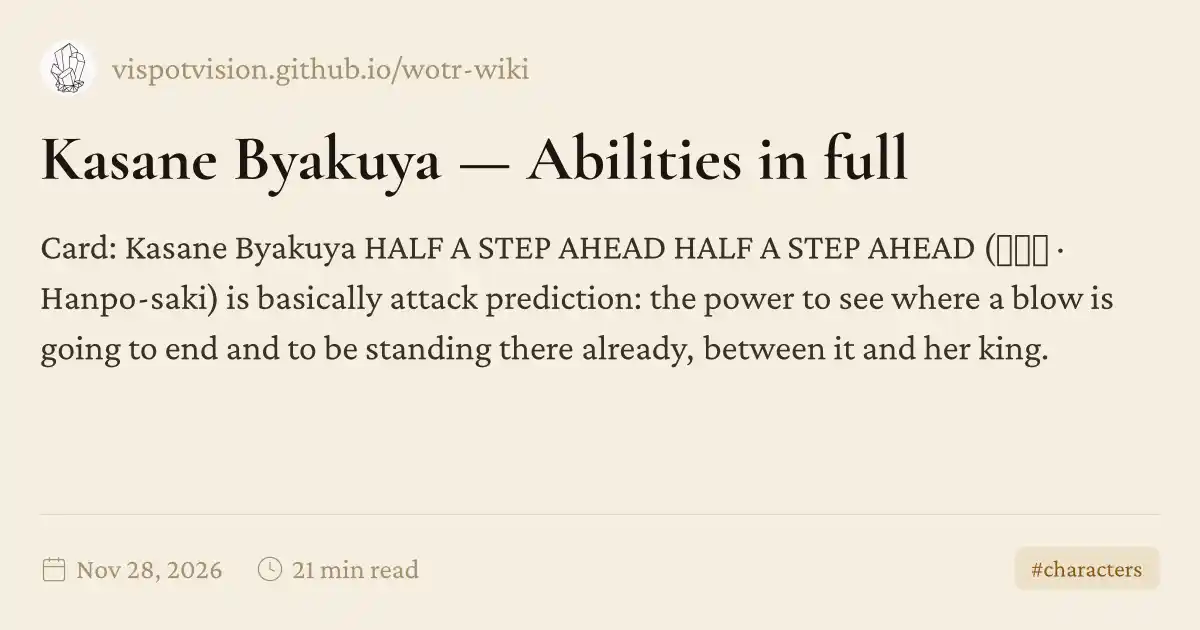 vispotvision.github.io/wotr-wiki
Kasane Byakuya — Abilities in full
Card: Kasane Byakuya HALF A STEP AHEAD HALF A STEP AHEAD (□□□ ·
Hanpo-saki) is basically attack prediction: the power to see where a blow is
going to end and to be standing there already, between it and her king.
Nov 28, 2026
21 min read
#characters